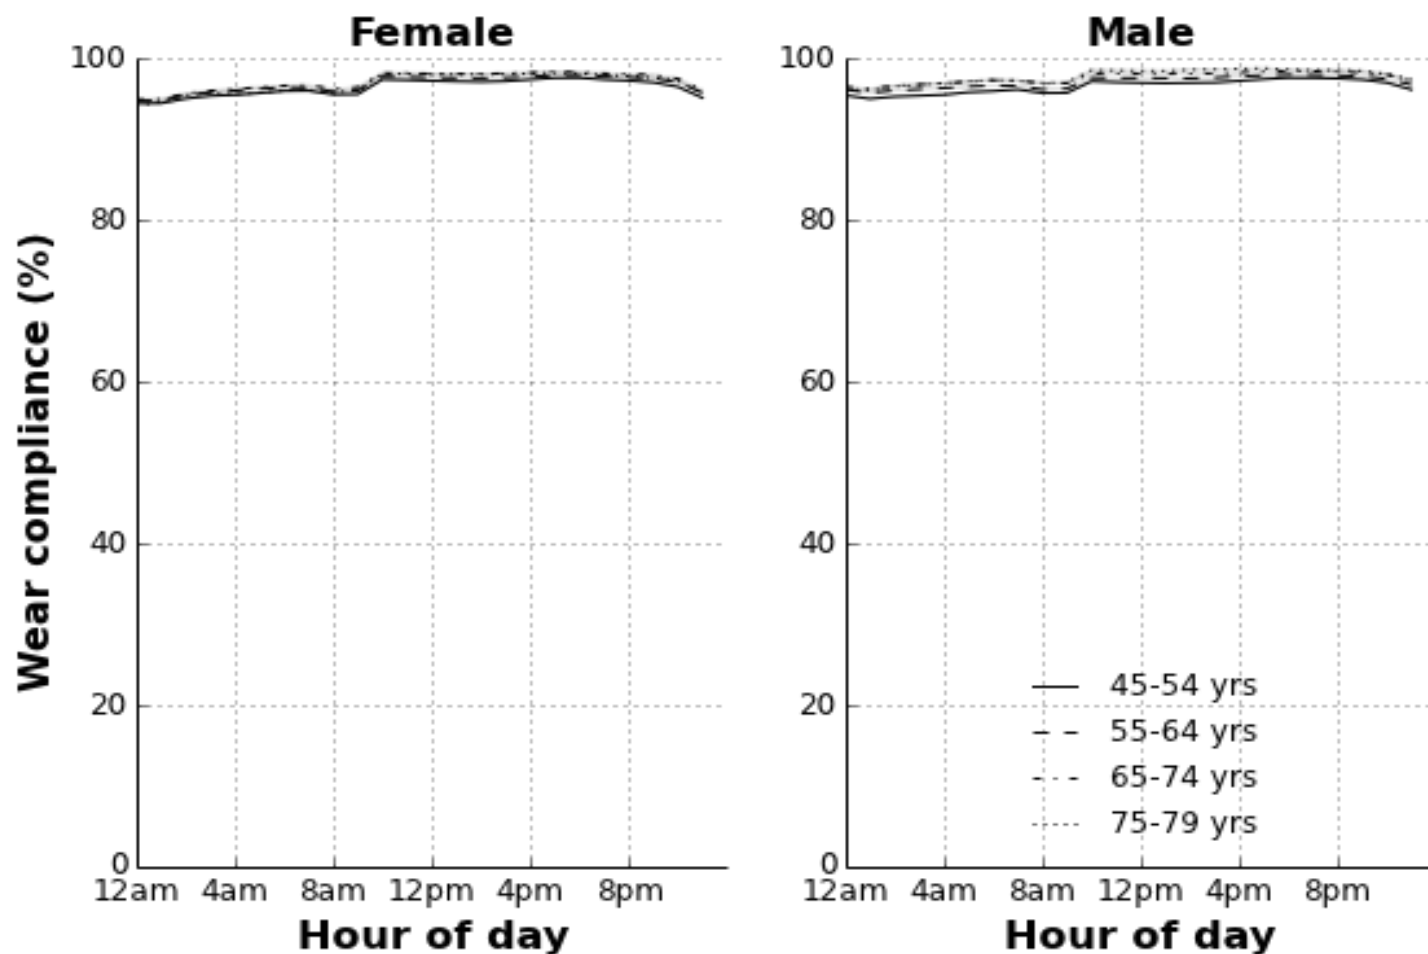 Female
Male
Wear compliance (%)
100
80
60
40
20
0
12am 4am 8am 12pm 4pm 8pm
Hour of day
100
80
60
40
20
0
45-54 yrs
55-64 yrs
65-74 yrs
75-79 yrs
12am 4am 8am 12pm 4pm 8pm
Hour of day